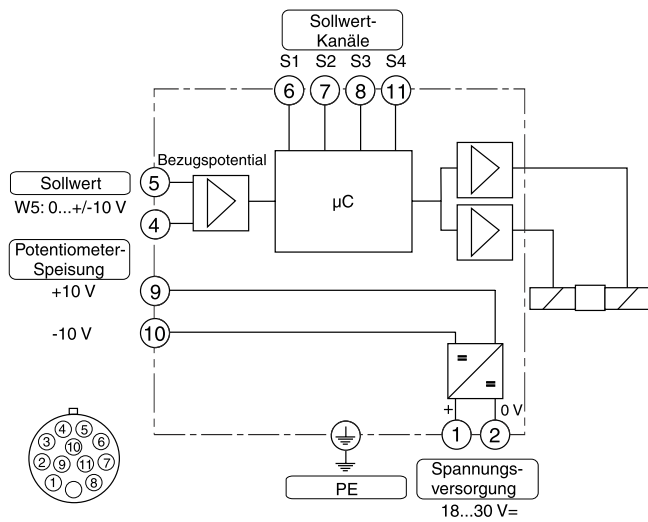 Sollwert-
Kanäle
S1 S2 S3 S4
6 7 8 11
Bezugspotential
Sollwert
W5: 0...+/-10 V
5
4
µC
Potentiometer-
Speisung
+10 V
9
-10 V
10
=
=
+ 0 V
1 2
PE
Spannungs-
versorgung
18...30 V=
4 5
3 10 6
2 9 11 7
1 8